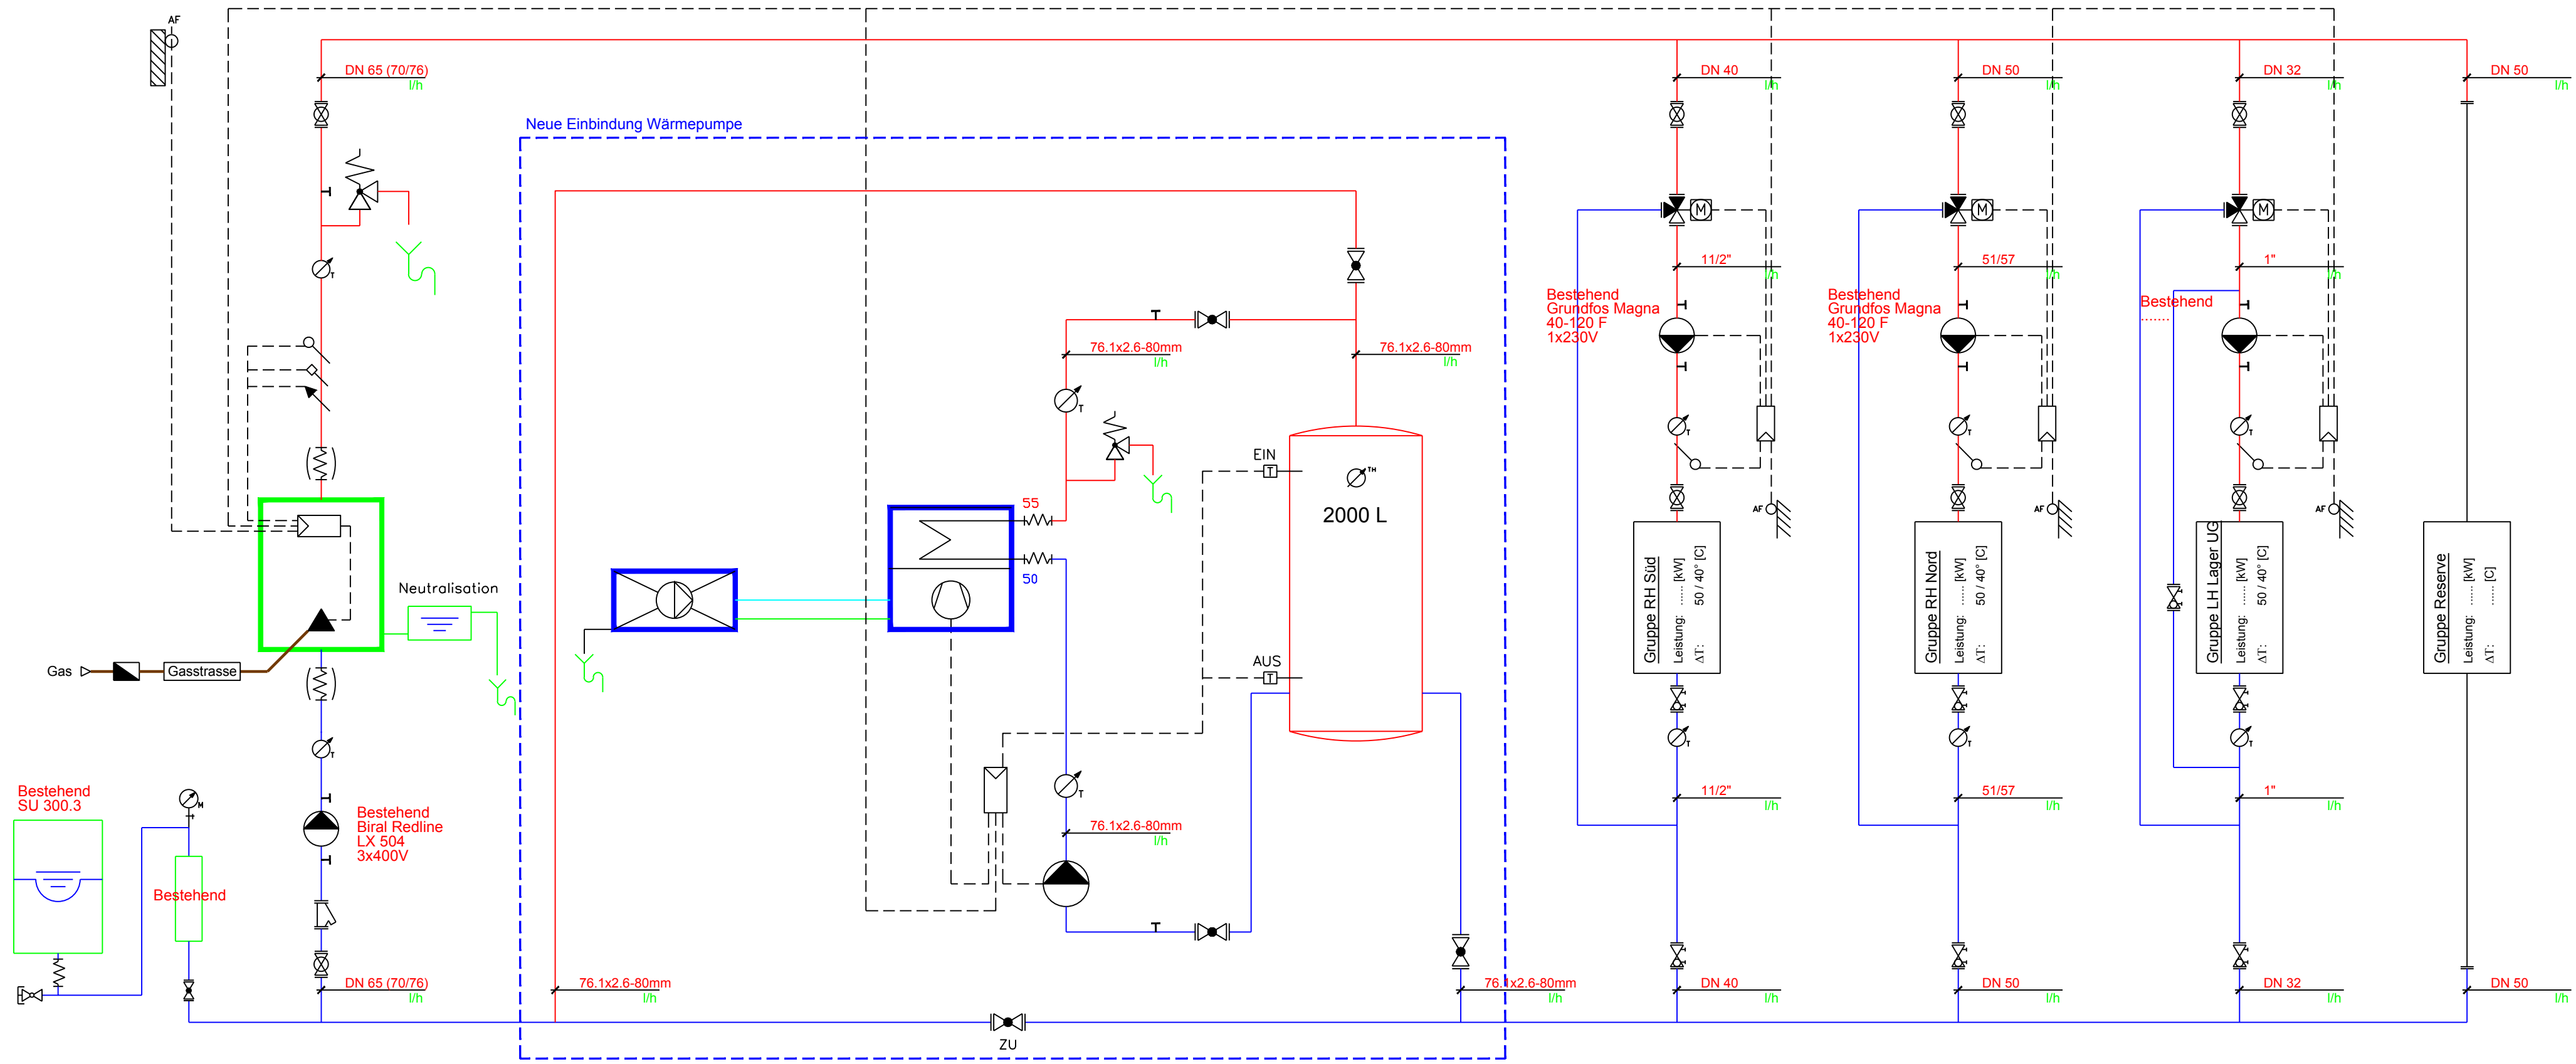 AF
DN 65 (70/76)
l/h
DN 40
l/h
DN 50
l/h
DN 32
l/h
DN 50
l/h
Neue Einbindung Wärmepumpe
M
M
M
T
11/2"
l/h
51/57
l/h
1"
l/h
Bestehend
Grundfos Magna
40-120 F
1x230V
Bestehend
Grundfos Magna
40-120 F
1x230V
Bestehend
.......
76.1x2.6-80mm
l/h
76.1x2.6-80mm
l/h
T
T
T
T
EIN
T
TH
2000 L
55
50
AF
AF
AF
Gruppe RH Süd
Leistung: ...... [kW]
ΔT: 50 / 40° [C]
Gruppe RH Nord
Leistung: ...... [kW]
ΔT: 50 / 40° [C]
Gruppe LH Lager UG
Leistung: ...... [kW]
ΔT: 50 / 40° [C]
Gruppe Reserve
Leistung: ...... [kW]
ΔT: ...... [C]
Neutralisation
Gas
Gasstrasse
AUS
T
T
T
T
T
T
Bestehend
SU 300.3
M
Bestehend
Biral Redline
LX 504
3x400V
76.1x2.6-80mm
l/h
11/2"
l/h
51/57
l/h
1"
l/h
Bestehend
DN 65 (70/76)
l/h
76.1x2.6-80mm
l/h
76.1x2.6-80mm
l/h
DN 40
l/h
DN 50
l/h
DN 32
l/h
DN 50
l/h
ZU